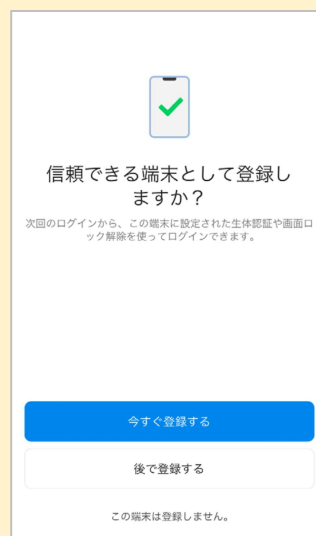 信頼できる端末として登録し
ますか？
次回のログインから、この端末に設定された生体認証や画面ロ
ック解除を使ってログインできます。
今すぐ登録する
後で登録する
この端末は登録しません。